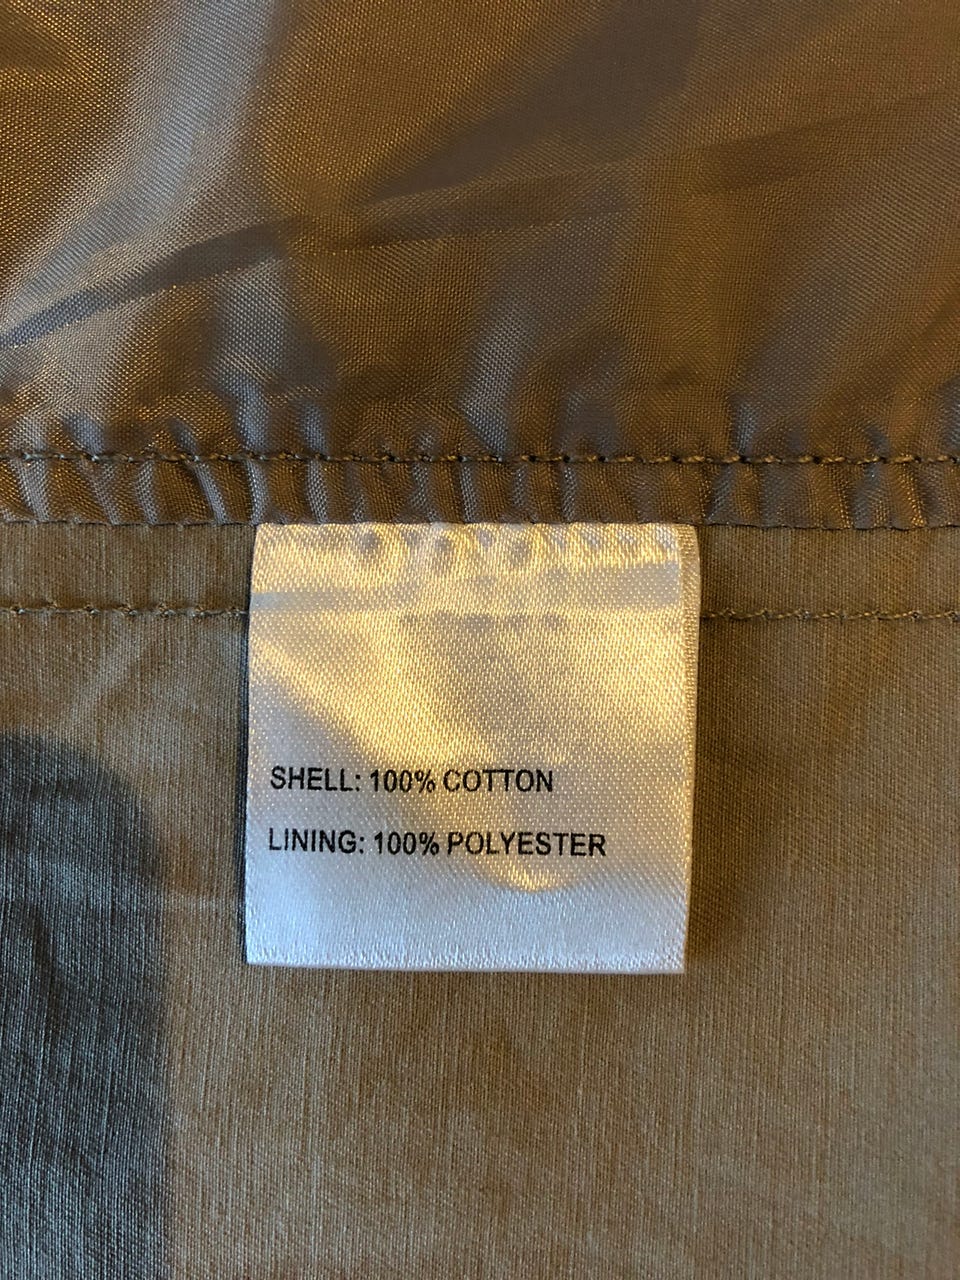 SHELL: 100% COTTON
LINING: 100% POLYESTER